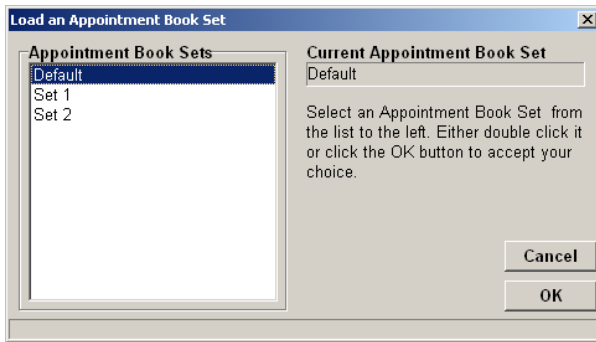 Load an Appointment Book Set
Appointment Book Sets
Default
Set 1
Set 2
Current Appointment Book Set
Default
Select an Appointment Book Set from
the list to the left. Either double click it
or click the OK button to accept your
choice.
Cancel
OK